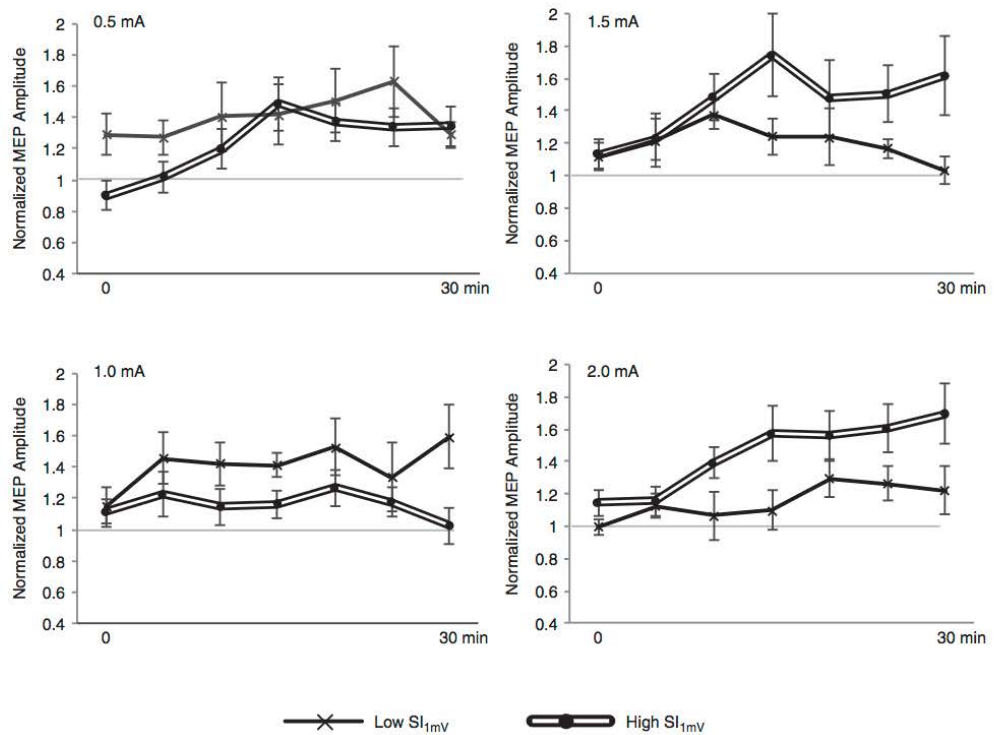 0.5 mA
Normalized MEP Amplitude
2
1.8
1.6
1.4
1.2
1
0.8
0.6
0.4
0
30 min
1.5 mA
Normalized MEP Amplitude
2
1.8
1.6
1.4
1.2
1
0.8
0.6
0.4
0
30 min
1.0 mA
Normalized MEP Amplitude
2
1.8
1.6
1.4
1.2
1
0.8
0.6
0.4
0
30 min
2.0 mA
Normalized MEP Amplitude
2
1.8
1.6
1.4
1.2
1
0.8
0.6
0.4
0
30 min
Low SI1mV
High SI1mV